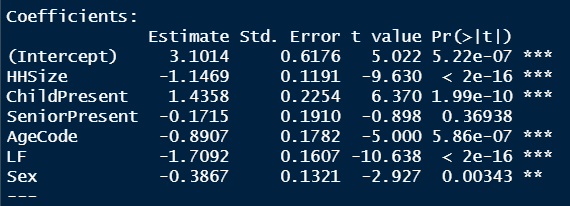 Coefficients:
Estimate Std. Error t value Pr(>|t|)
(Intercept) 3.1014 0.6176 5.022 5.22e-07 ***
HHSize -1.1469 0.1191 -9.630 < 2e-16 ***
ChildPresent 1.4358 0.2254 6.370 1.99e-10 ***
SeniorPresent -0.1715 0.1910 -0.898 0.36938
AgeCode -0.8907 0.1782 -5.000 5.86e-07 ***
LF -1.7092 0.1607 -10.638 < 2e-16 ***
Sex -0.3867 0.1321 -2.927 0.00343 **
---